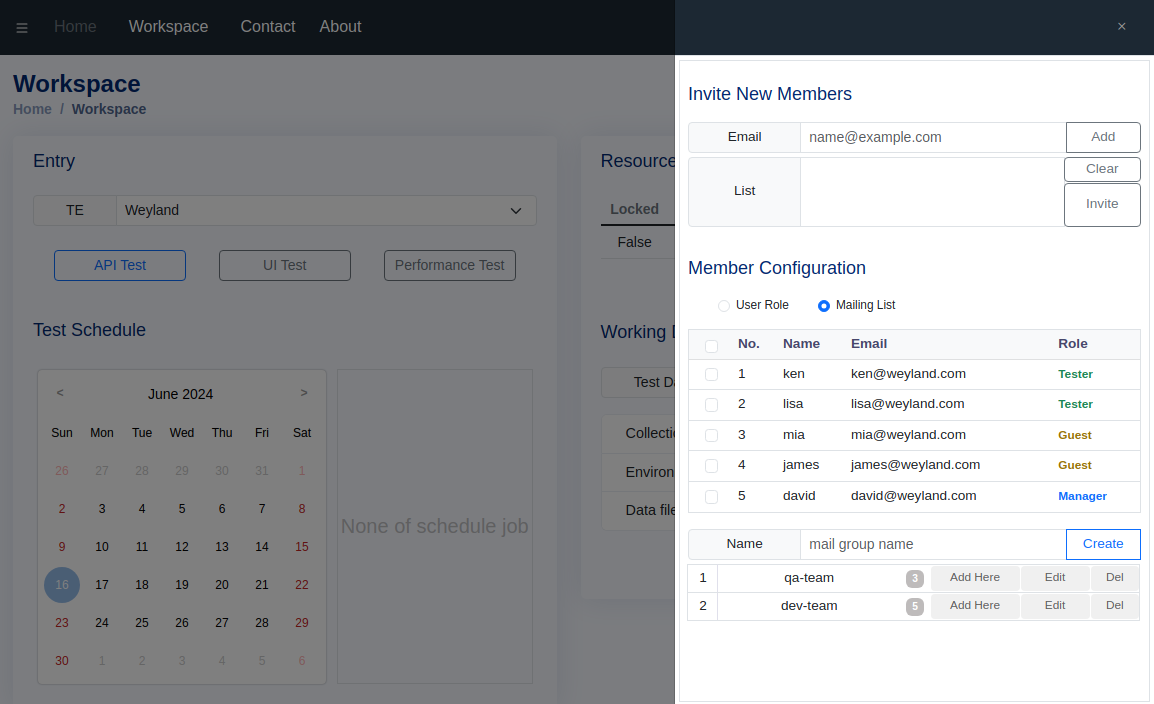 ≡ Home Workspace Contact About ×
Workspace
Home / Workspace
Entry
TE Weyland
API Test UI Test Performance Test
Test Schedule
< June 2024 >
Sun Mon Tue Wed Thu Fri Sat
26 27 28 29 30 31 1
2 3 4 5 6 7 8
9 10 11 12 13 14 15
16 17 18 19 20 21 22
23 24 25 26 27 28 29
30 1 2 3 4 5 6
None of schedule job
Resource
Locked
False
Working D
Test Da
Collectio
Environ
Data file
Invite New Members
Email name@example.com Add
List Clear
Invite
Member Configuration
User Role Mailing List
No. Name Email Role
1 ken ken@weyland.com Tester
2 lisa lisa@weyland.com Tester
3 mia mia@weyland.com Guest
4 james james@weyland.com Guest
5 david david@weyland.com Manager
Name mail group name Create
1 qa-team 3 Add Here Edit Del
2 dev-team 5 Add Here Edit Del